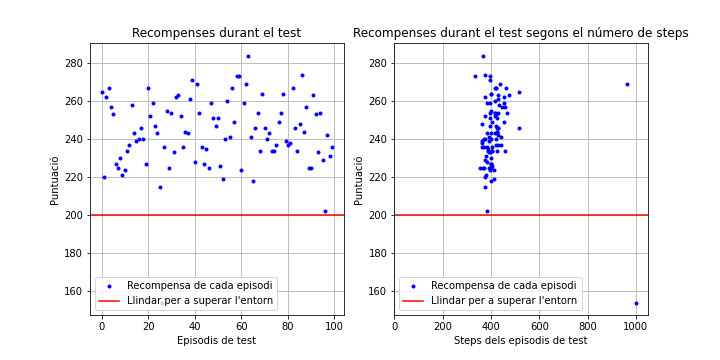 Recompenses durant el test
Puntuació
280
260
240
220
200
180
160
0
20
40
60
80
100
Episodis de test
Recompensa de cada episodi
Llindar per a superar l'entorn
Recompenses durant el test segons el número de steps
Puntuació
280
260
240
220
200
180
160
0
200
400
600
800
1000
Steps dels episodis de test
Recompensa de cada episodi
Llindar per a superar l'entorn